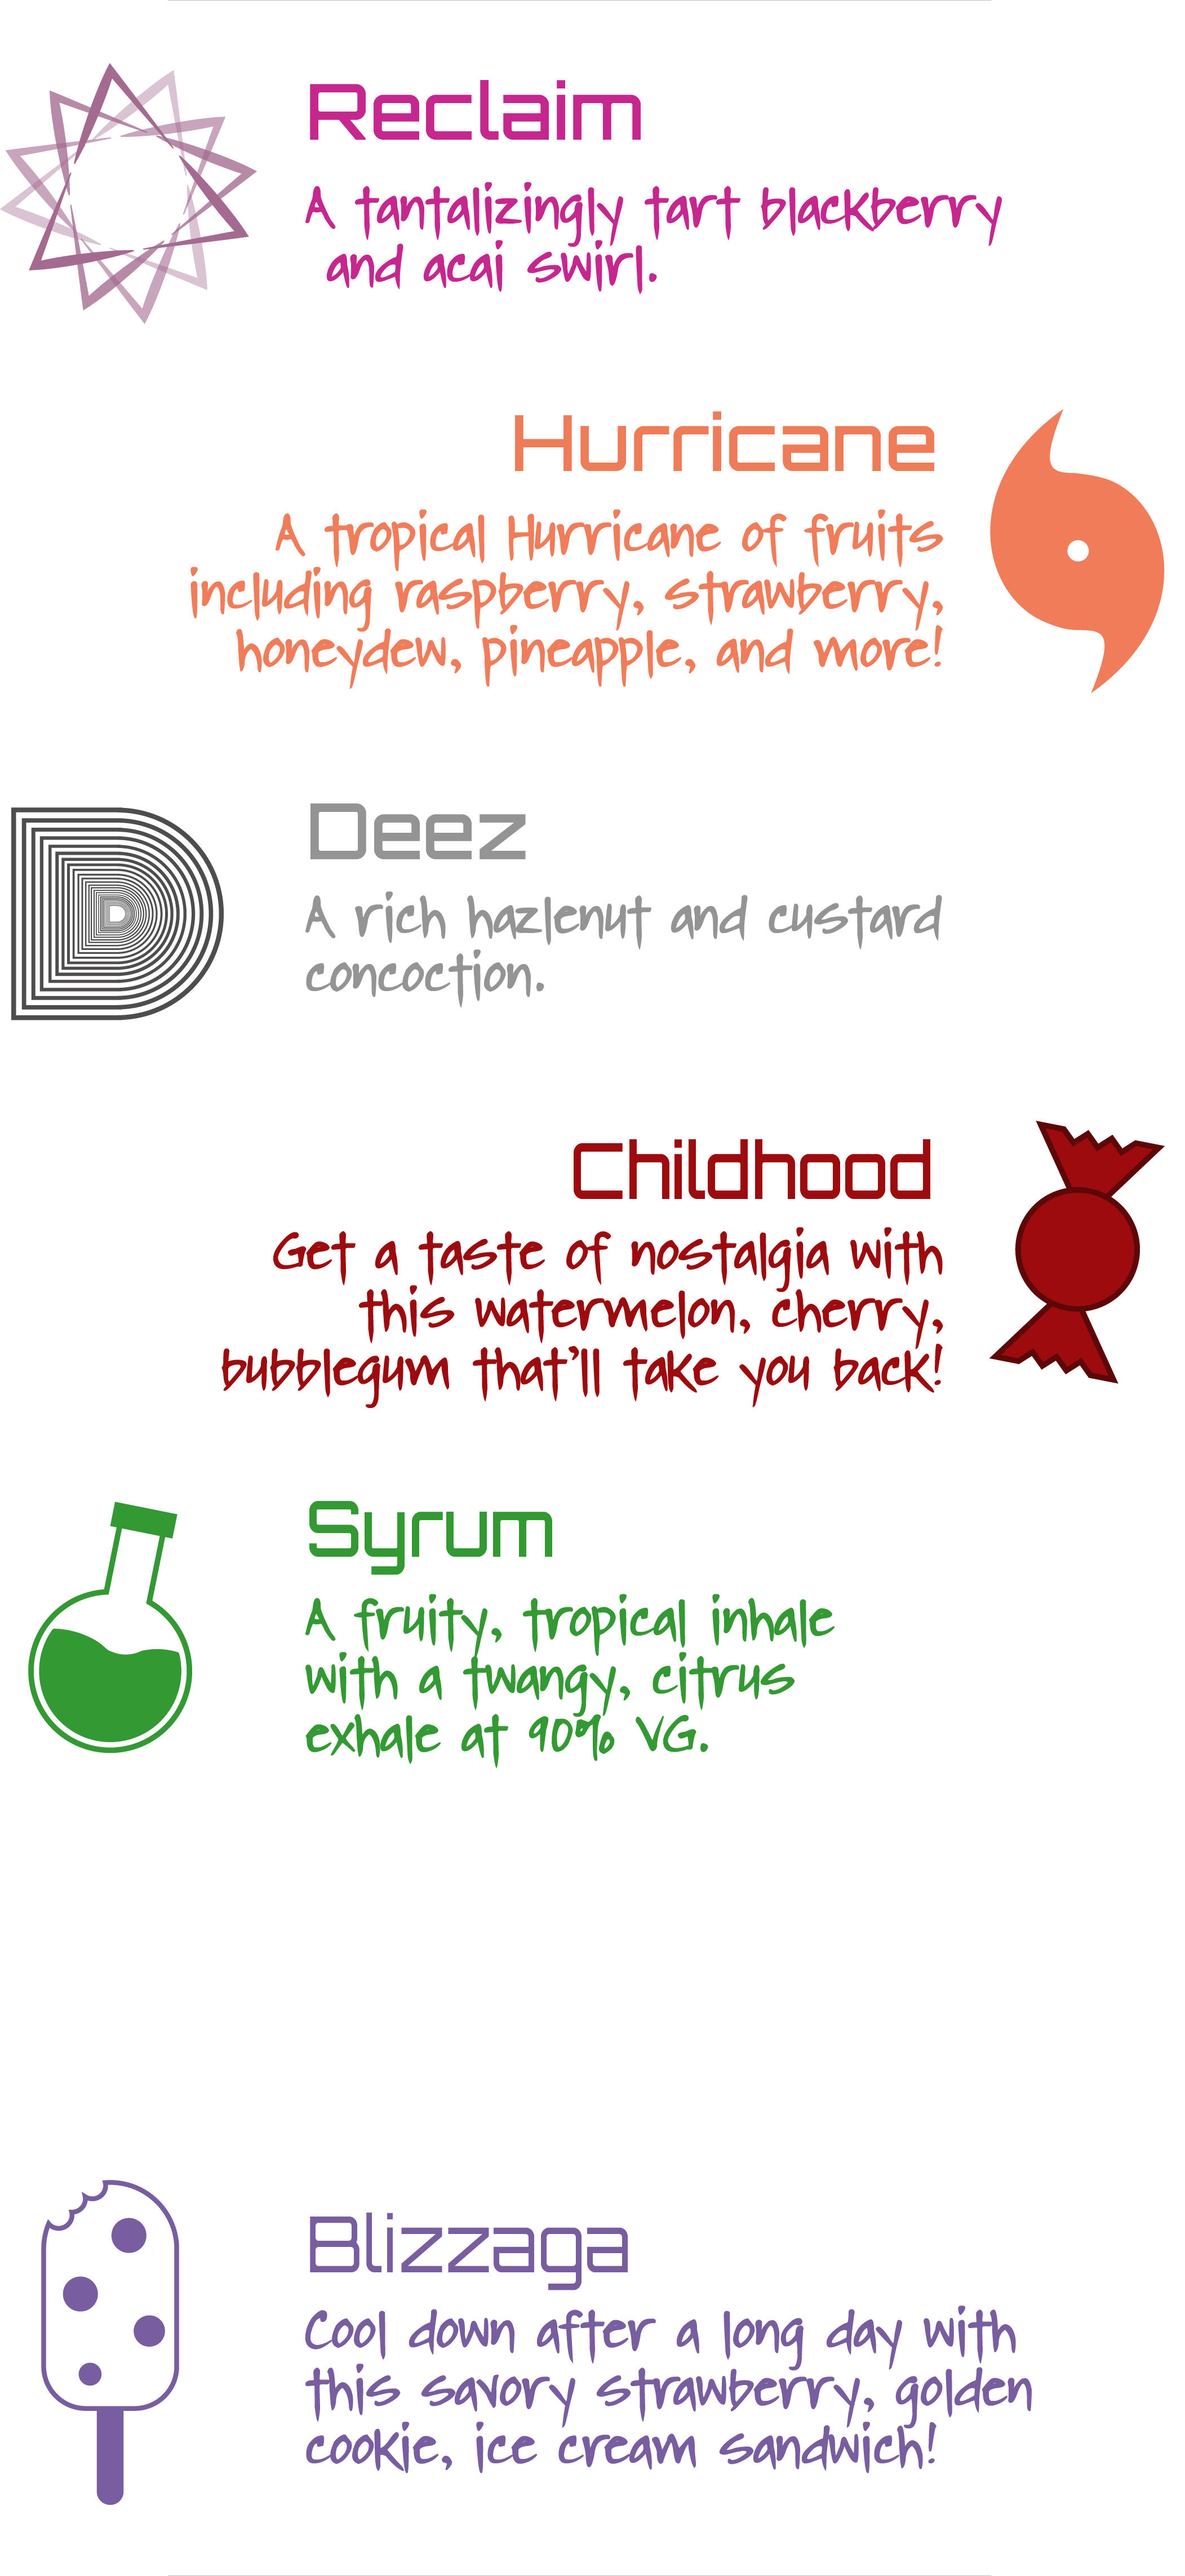 Reclaim
A tantalizingly tart blackberry
and acai swirl.
Hurricane
A tropical Hurricane of fruits
including raspberry, strawberry,
honeydew, pineapple, and more!
Deez
A rich hazlenut and custard
concoction.
Childhood
Get a taste of nostalgia with
this watermelon, cherry,
bubblegum that'll take you back!
Syrum
A fruity, tropical inhale
with a twangy, citrus
exhale at 90% VG.
Blizzaga
Cool down after a long day with
this savory strawberry, golden
cookie, ice cream sandwich!